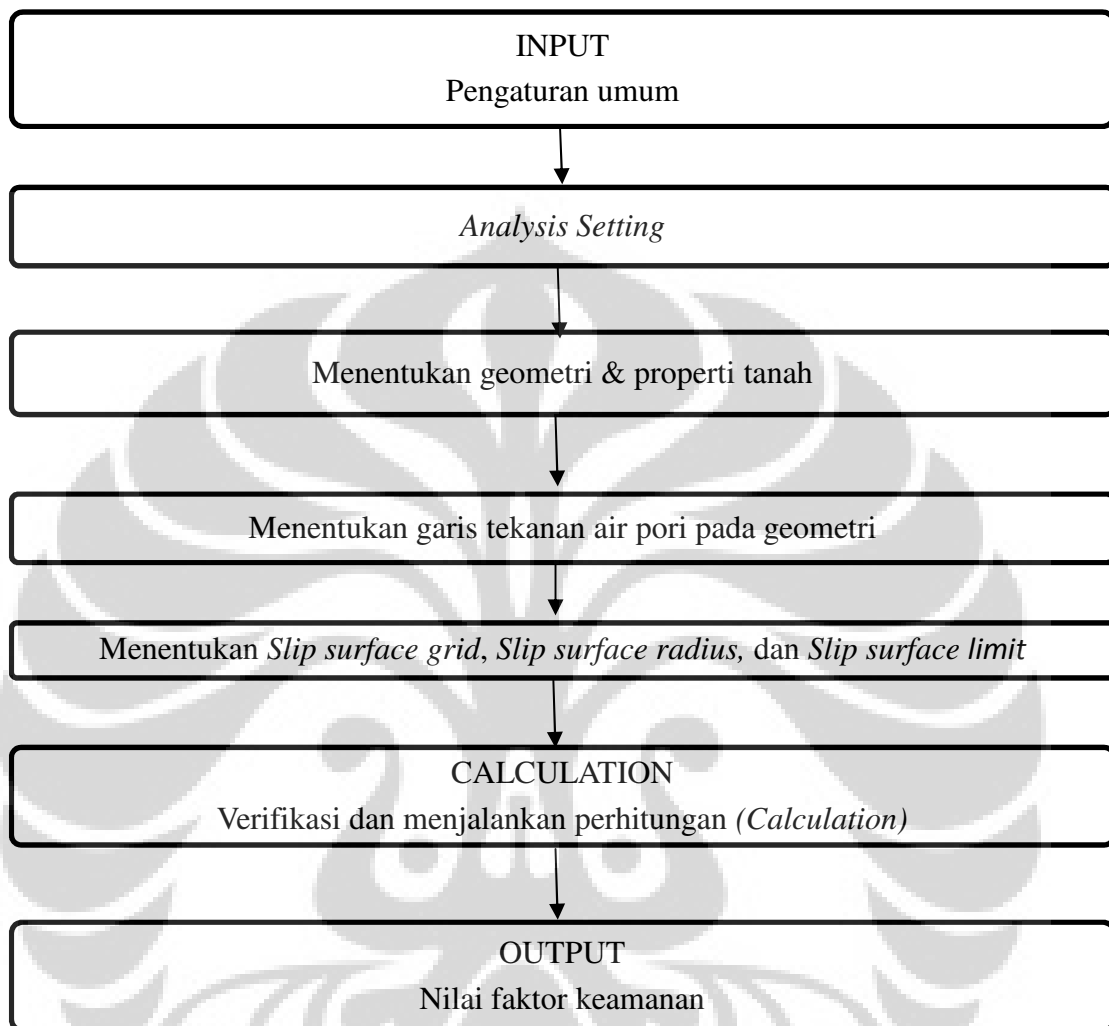 INPUT
Pengaturan umum
Analysis Setting
Menentukan geometri & properti tanah
Menentukan garis tekanan air pori pada geometri
Menentukan Slip surface grid, Slip surface radius, dan Slip surface limit
CALCULATION
Verifikasi dan menjalankan perhitungan (Calculation)
OUTPUT
Nilai faktor keamanan